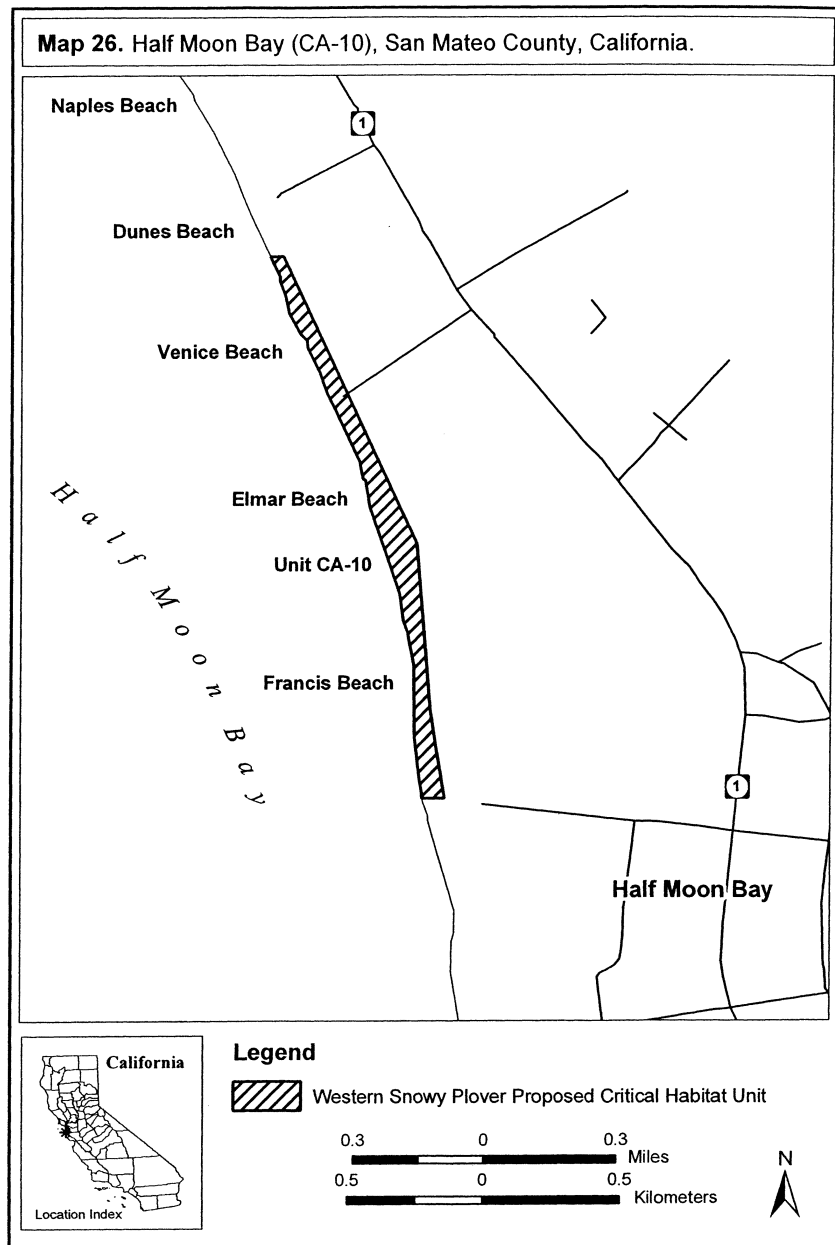 Map 26. Half Moon Bay (CA-10), San Mateo County, California.
Naples Beach
1
Dunes Beach
Venice Beach
Elmar Beach
Unit CA-10
Half Moon Bay
Francis Beach
1
Half Moon Bay
California
Location Index
Legend
Western Snowy Plover Proposed Critical Habitat Unit
0.3 0 0.3
Miles
0.5 0 0.5
Kilometers
N